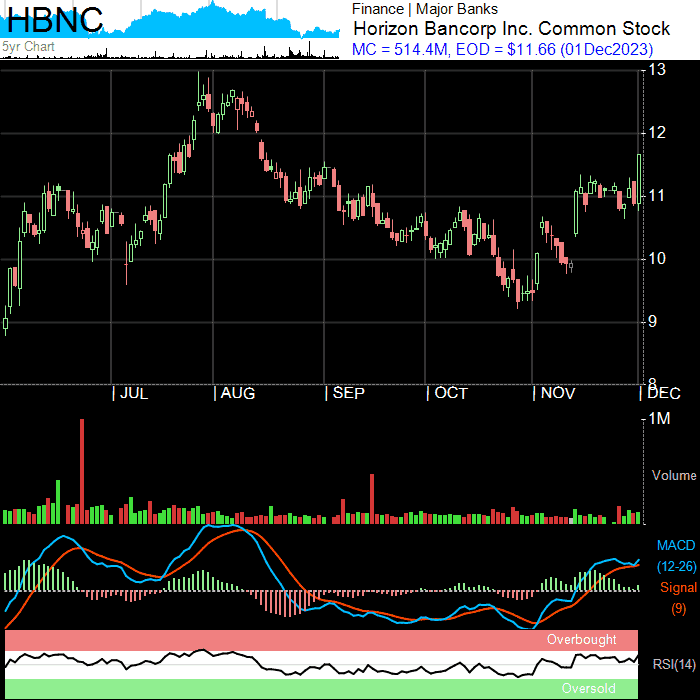 HBNC
5yr Chart
Finance | Major Banks
Horizon Bancorp Inc. Common Stock
MC = 514.4M, EOD = $11.66 (01Dec2023)
13
12
11
10
9
8
| JUL
| AUG
| SEP
| OCT
| NOV
| DEC
1M
Volume
MACD
(12-26)
Signal
(9)
Overbought
RSI(14)
Oversold